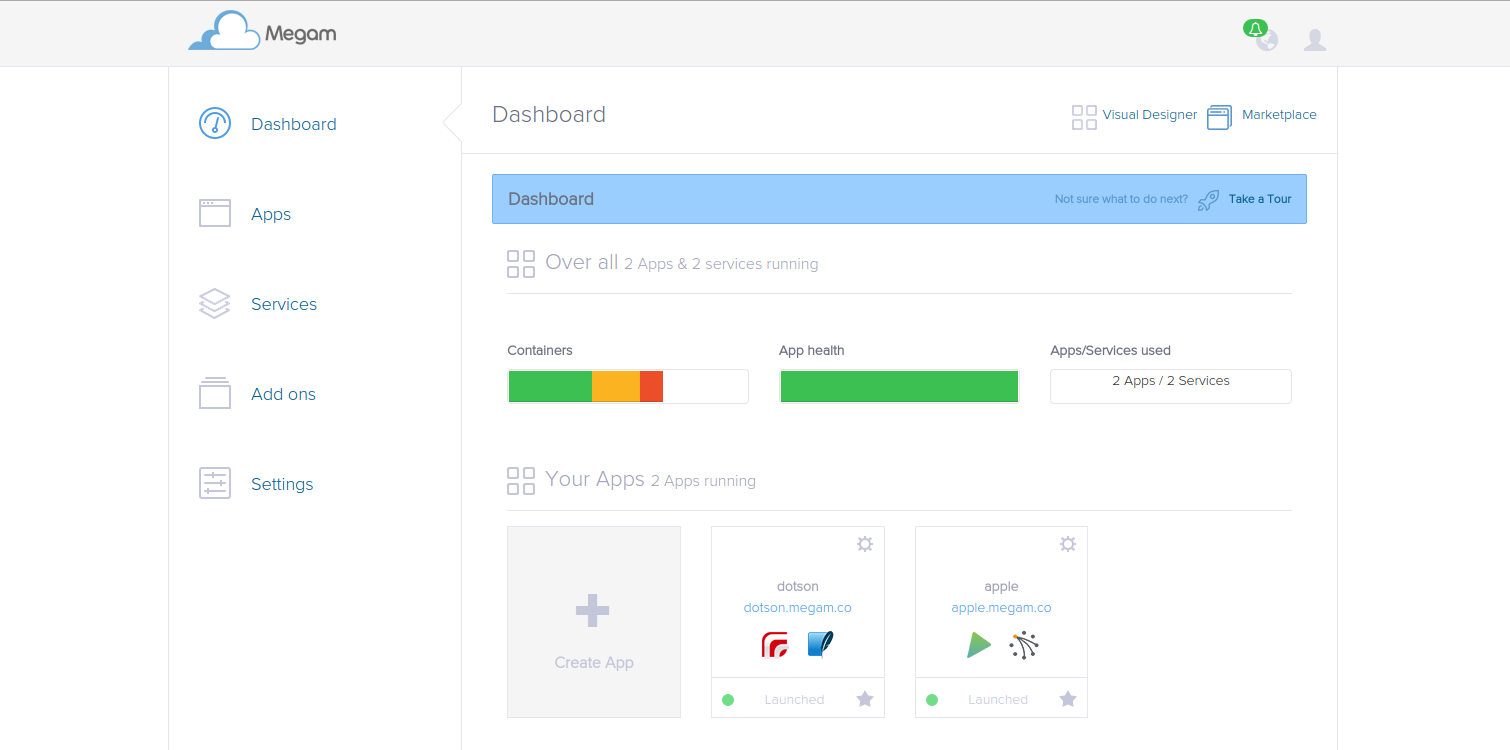 Megam
Dashboard
Apps
Services
Add ons
Settings
Dashboard
Visual Designer
Marketplace
Dashboard
Not sure what to do next?
Take a Tour
Over all 2 Apps & 2 services running
Containers
App health
Apps/Services used
2 Apps / 2 Services
Your Apps 2 Apps running
Create App
dotson
dotson.megam.co
Launched
apple
apple.megam.co
Launched